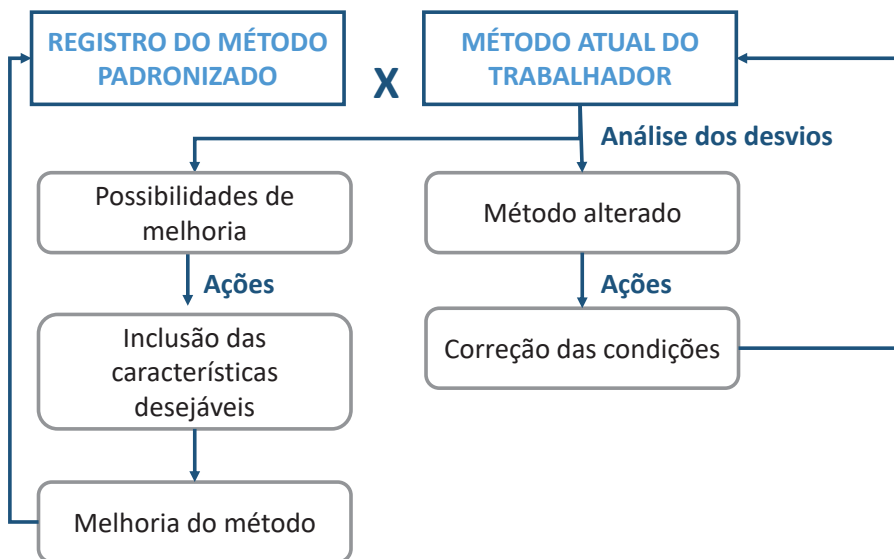 REGISTRO DO MÉTODO
PADRONIZADO
X
MÉTODO ATUAL DO
TRABALHADOR
Análise dos desvios
Possibilidades de
melhoria
Método alterado
Ações
Ações
Inclusão das
características
desejáveis
Correção das condições
Melhoria do método